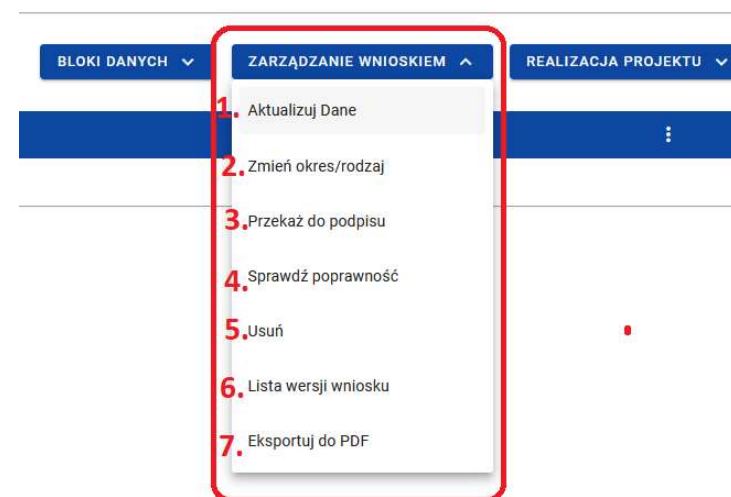 BLOKI DANYCH
ZARZĄDZANIE WNIOSKIEM
REALIZACJA PROJEKTU
1. Aktualizuj Dane
2. Zmień okres/rodzaj
3. Przekaż do podpisu
4. Sprawdź poprawność
5. Usuń
6. Lista wersji wniosku
7. Eksportuj do PDF